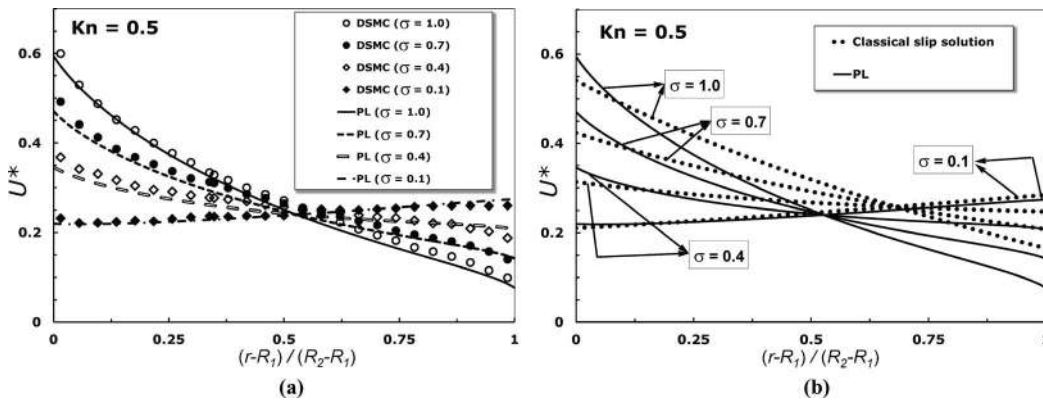 Kn = 0.5
DSMC (σ = 1.0)
DSMC (σ = 0.7)
DSMC (σ = 0.4)
DSMC (σ = 0.1)
PL (σ = 1.0)
PL (σ = 0.7)
PL (σ = 0.4)
PL (σ = 0.1)
0.6
0.4
0.2
0
U*
0 0.25 0.5 0.75 1
(r-R1) / (R2-R1)
(a)
Kn = 0.5
Classical slip solution
PL
σ = 1.0
σ = 0.7
σ = 0.1
σ = 0.4
0.6
0.4
0.2
0
U*
0 0.25 0.5 0.75 1
(r-R1) / (R2-R1)
(b)